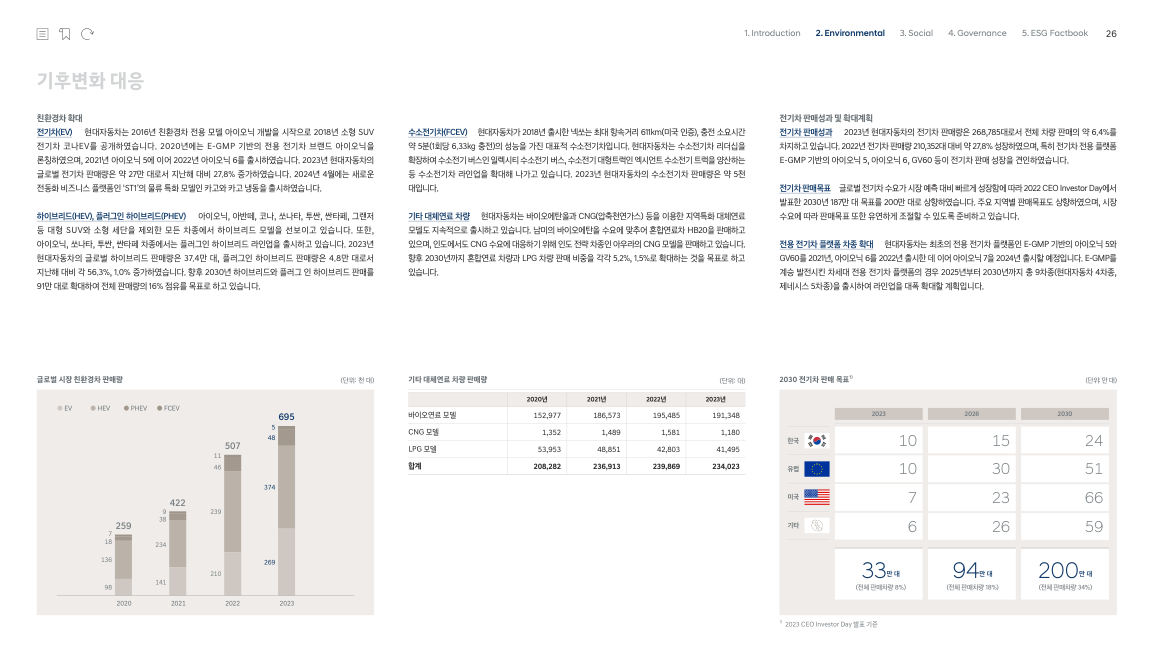 1. Introduction 2. Environmental 3. Social 4. Governance 5. ESG Factbook 26
기후변화 대응
친환경차 확대
전기차(EV) 현대자동차는 2016년 친환경차 전용 모델 아이오닉 개발을 시작으로 2018년 소형 SUV
전기차 코나EV를 공개하였습니다. 2020년에는 E-GMP 기반의 전용 전기차 브랜드 아이오닉을
론칭하였으며, 2021년 아이오닉 5에 이어 2022년 아이오닉 6를 출시하였습니다. 2023년 현대자동차의
글로벌 전기차 판매량은 약 27만 대로서 지난해 대비 27.8% 증가하였습니다. 2024년 4월에는 새로운
전동화 비즈니스 플랫폼인 'ST1'의 물류 특화 모델인 카고와 카고 냉동을 출시하였습니다.
하이브리드(HEV), 플러그인 하이브리드(PHEV) 아이오닉, 아반떼, 코나, 쏘나타, 투싼, 싼타페, 그랜저
등 대형 SUV와 소형 세단을 제외한 모든 차종에서 하이브리드 모델을 선보이고 있습니다. 또한,
아이오닉, 쏘나타, 투싼, 싼타페 차종에서는 플러그인 하이브리드 라인업을 출시하고 있습니다. 2023년
현대자동차의 글로벌 하이브리드 판매량은 37.4만 대, 플러그인 하이브리드 판매량은 4.8만 대로서
지난해 대비 각 56.3%, 1.0% 증가하였습니다. 향후 2030년 하이브리드와 플러그 인 하이브리드 판매를
91만 대로 확대하여 전체 판매량의 16% 점유를 목표로 하고 있습니다.
수소전기차(FCEV) 현대자동차가 2018년 출시한 넥쏘는 최대 항속거리 611km(미국 인증), 충전 소요시간
약 5분(1회당 6.33kg 충전)의 성능을 가진 대표적 수소전기차입니다. 현대자동차는 수소전기차 리더십을
확장하여 수소전기 버스인 일렉시티 수소전기 버스, 수소전기 대형트럭인 엑시언트 수소전기 트럭을 양산하는
등 수소전기차 라인업을 확대해 나가고 있습니다. 2023년 현대자동차의 수소전기차 판매량은 약 5천
대입니다.
기타 대체연료 차량 현대자동차는 바이오에탄올과 CNG(압축천연가스) 등을 이용한 지역특화 대체연료
모델도 지속적으로 출시하고 있습니다. 남미의 바이오에탄올 수요에 맞추어 혼합연료차 HB20을 판매하고
있으며, 인도에서도 CNG 수요에 대응하기 위해 인도 전략 차종인 아우라의 CNG 모델을 판매하고 있습니다.
향후 2030년까지 혼합연료 차량과 LPG 차량 판매 비중을 각각 5.2%, 1.5%로 확대하는 것을 목표로 하고
있습니다.
전기차 판매성과 및 확대계획
전기차 판매성과 2023년 현대자동차의 전기차 판매량은 268,785대로서 전체 차량 판매의 약 6.4%를
차지하고 있습니다. 2022년 전기차 판매량 210,352대 대비 약 27.8% 성장하였으며, 특히 전기차 전용 플랫폼
E-GMP 기반의 아이오닉 5, 아이오닉 6, GV60 등이 전기차 판매 성장을 견인하였습니다.
전기차 판매목표 글로벌 전기차 수요가 시장 예측 대비 빠르게 성장함에 따라 2022 CEO Investor Day에서
발표한 2030년 187만 대 목표를 200만 대로 상향하였습니다. 주요 지역별 판매목표도 상향하였으며, 시장
수요에 따라 판매목표 또한 유연하게 조절할 수 있도록 준비하고 있습니다.
전용 전기차 플랫폼 차종 확대 현대자동차는 최초의 전용 전기차 플랫폼인 E-GMP 기반의 아이오닉 5와
GV60를 2021년, 아이오닉 6를 2022년 출시한 데 이어 아이오닉 7을 2024년 출시할 예정입니다. E-GMP를
계승 발전시킨 차세대 전용 전기차 플랫폼의 경우 2025년부터 2030년까지 총 9차종(현대자동차 4차종,
제네시스 5차종)을 출시하여 라인업을 대폭 확대할 계획입니다.
글로벌 시장 친환경차 판매량 (단위: 천 대)
EV HEV PHEV FCEV
259
7
18
136
98
2020
422
9
38
234
141
2021
507
11
46
239
210
2022
695
5
48
374
269
2023
기타 대체연료 차량 판매량 (단위: 대)
2020년 2021년 2022년 2023년
바이오연료 모델 152,977 186,573 195,485 191,348
CNG 모델 1,352 1,489 1,581 1,180
LPG 모델 53,953 48,851 42,803 41,495
합계 208,282 236,913 239,869 234,023
2030 전기차 판매 목표1) (단위: 만 대)
2023 2026 2030
한국 10 15 24
유럽 10 30 51
미국 7 23 66
기타 6 26 59
33만 대 94만 대 200만 대
(전체 판매차량 8%) (전체 판매차량 18%) (전체 판매차량 34%)
1) 2023 CEO Investor Day 발표 기준